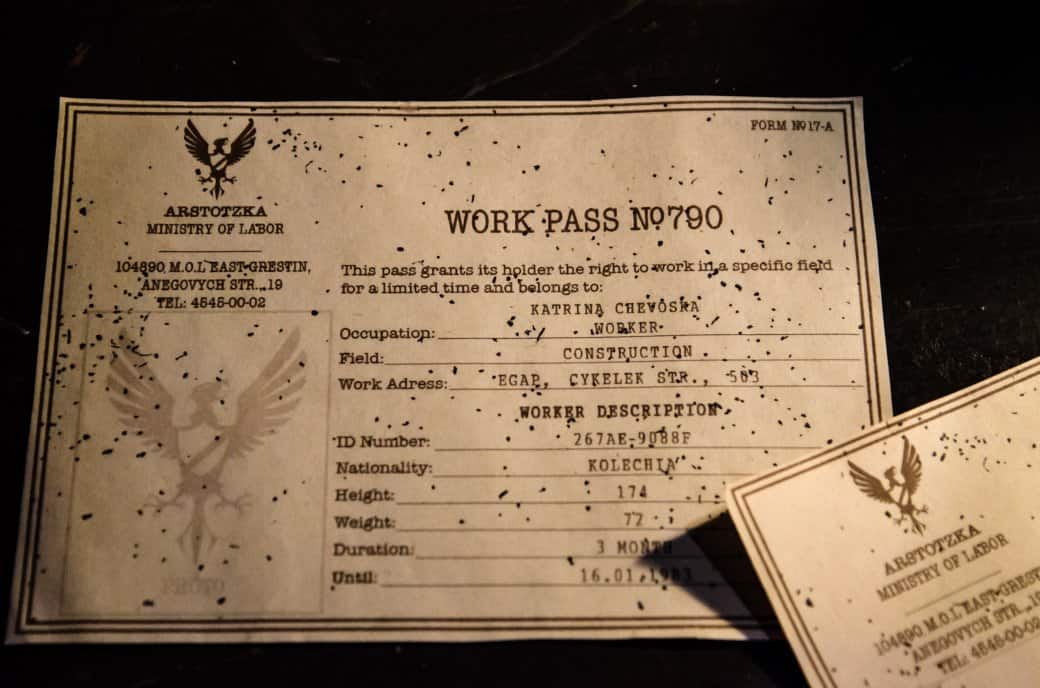 FORM №17-A
ARSTOTZKA
MINISTRY OF LABOR
104890, M.O.L EAST-GRESTIN,
ANEGOVYCH STR., 19
TEL: 4545-00-02
PHOTO
WORK PASS №790
This pass grants its holder the right to work in a specific field
for a limited time and belongs to:
KATRINA CHEVOSKA
Occupation: WORKER
Field: CONSTRUCTION
Work Adress: EGAP, CYKELEK STR., 503
WORKER DESCRIPTION
ID Number: 267AE-9088F
Nationality: KOLECHIA
Height: 174
Weight: 77
Duration: 3 MONTH
Until: 16.01.1983
ARSTOTZKA
MINISTRY OF LABOR
104890, M.O.L EAST-GRESTIN
ANEGOVYCH STR., 19
TEL: 4545-00-02